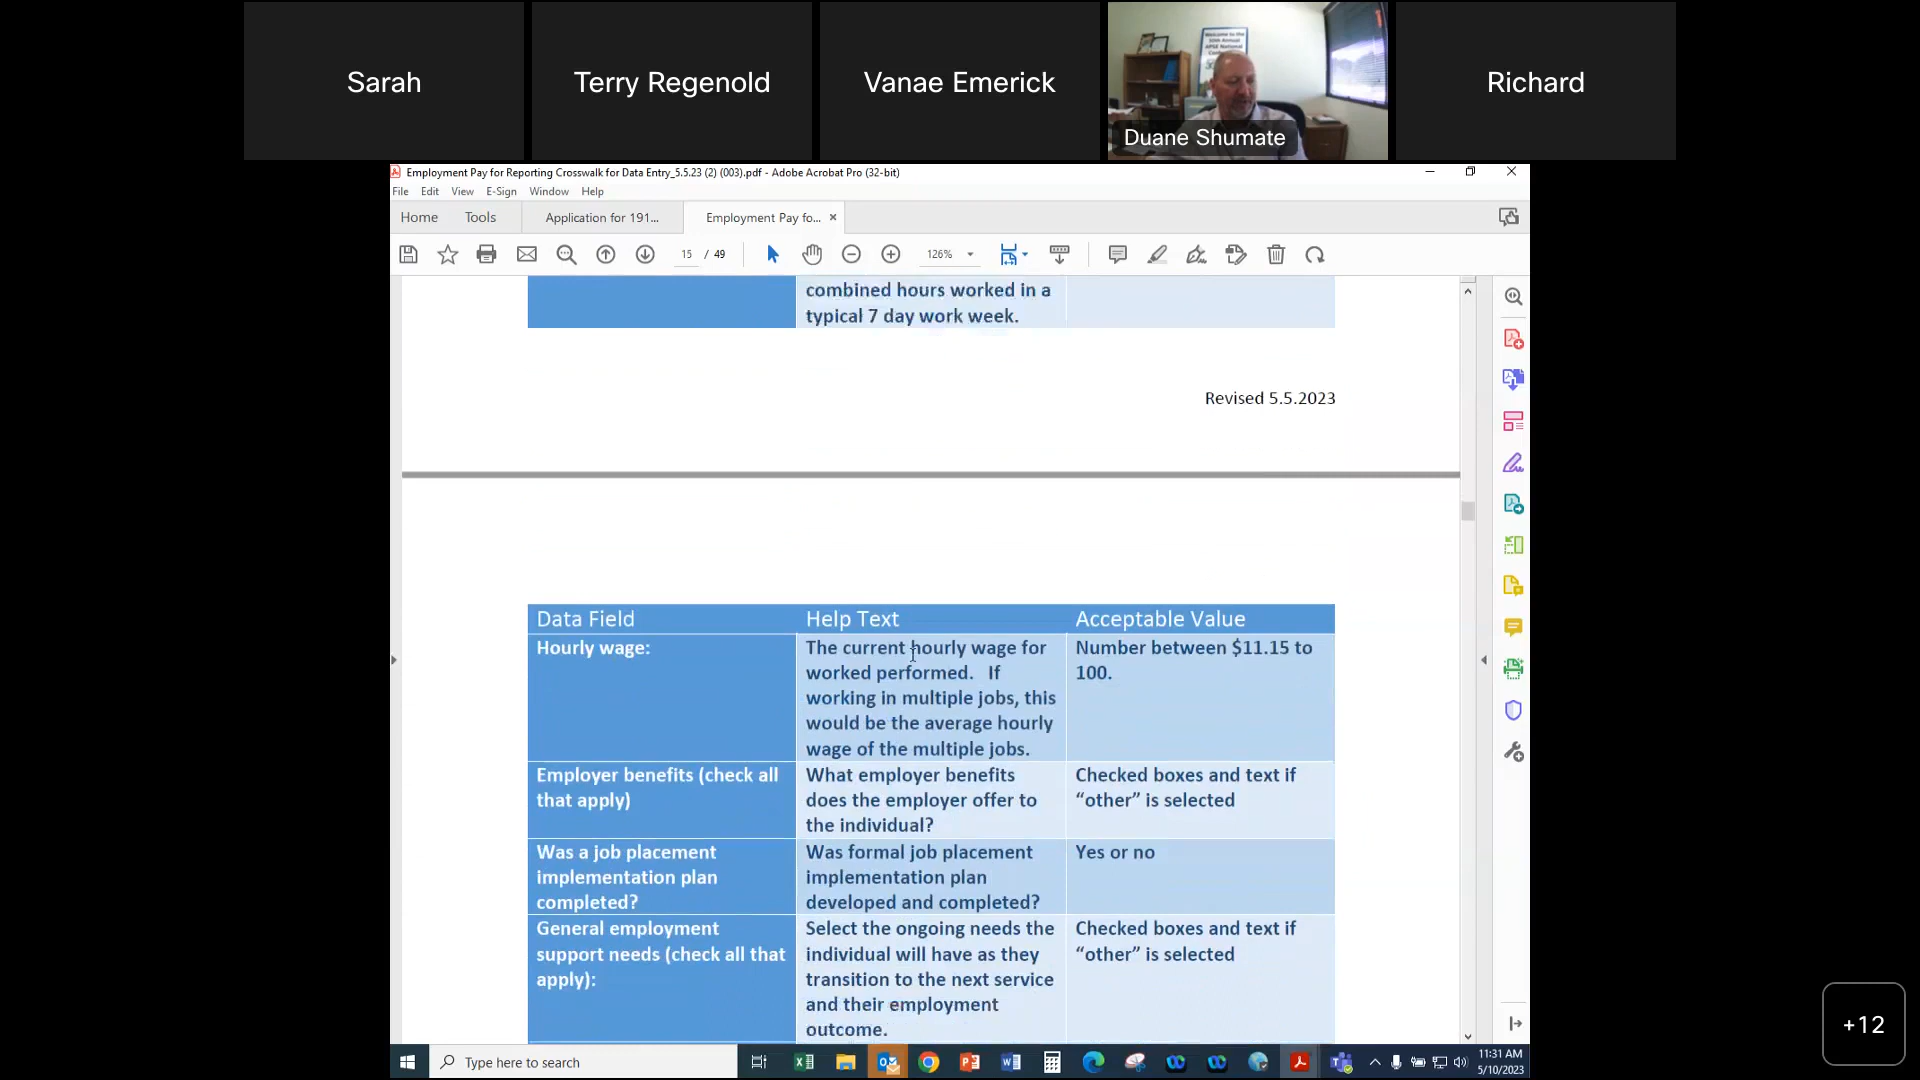 Sarah
Terry Regenold
Vanae Emerick
Welcome to the
APSE National
Duane Shumate
Richard
Employment Pay for Reporting Crosswalk for Data Entry_5.5.23 (2) (003).pdf - Adobe Acrobat Pro (32-bit)
File Edit View E-Sign Window Help
Home Tools Application for 191... Employment Pay fo... ×
15 / 49 126%
combined hours worked in a
typical 7 day work week.
Revised 5.5.2023
Data Field Help Text Acceptable Value
Hourly wage:
The current hourly wage for
worked performed. If
working in multiple jobs, this
would be the average hourly
wage of the multiple jobs.
Number between $11.15 to
100.
Employer benefits (check all
that apply)
What employer benefits
does the employer offer to
the individual?
Checked boxes and text if
“other” is selected
Was a job placement
implementation plan
completed?
Was formal job placement
implementation plan
developed and completed?
Yes or no
General employment
support needs (check all that
apply):
Select the ongoing needs the
individual will have as they
transition to the next service
and their employment
outcome.
Checked boxes and text if
“other” is selected
+12
Type here to search
11:31 AM
5/10/2023